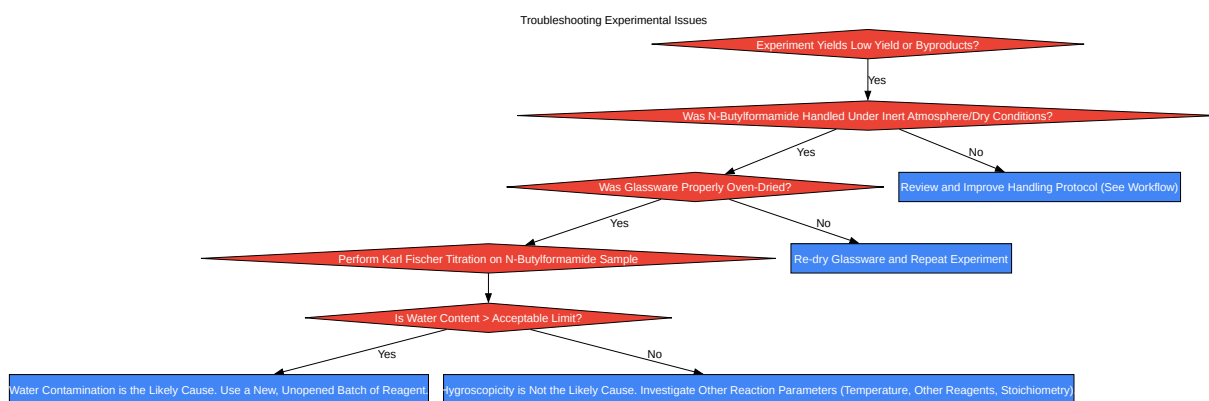 Troubleshooting Experimental Issues
Experiment Yields Low Yield or Byproducts?
Yes
Was N-Butylformamide Handled Under Inert Atmosphere/Dry Conditions?
Yes
No
Was Glassware Properly Oven-Dried?
Review and Improve Handling Protocol (See Workflow)
Yes
No
Perform Karl Fischer Titration on N-Butylformamide Sample
Re-dry Glassware and Repeat Experiment
Is Water Content > Acceptable Limit?
Yes
No
Water Contamination is the Likely Cause. Use a New, Unopened Batch of Reagent.
Hygroscopicity is Not the Likely Cause. Investigate Other Reaction Parameters (Temperature, Other Reagents, Stoichiometry)